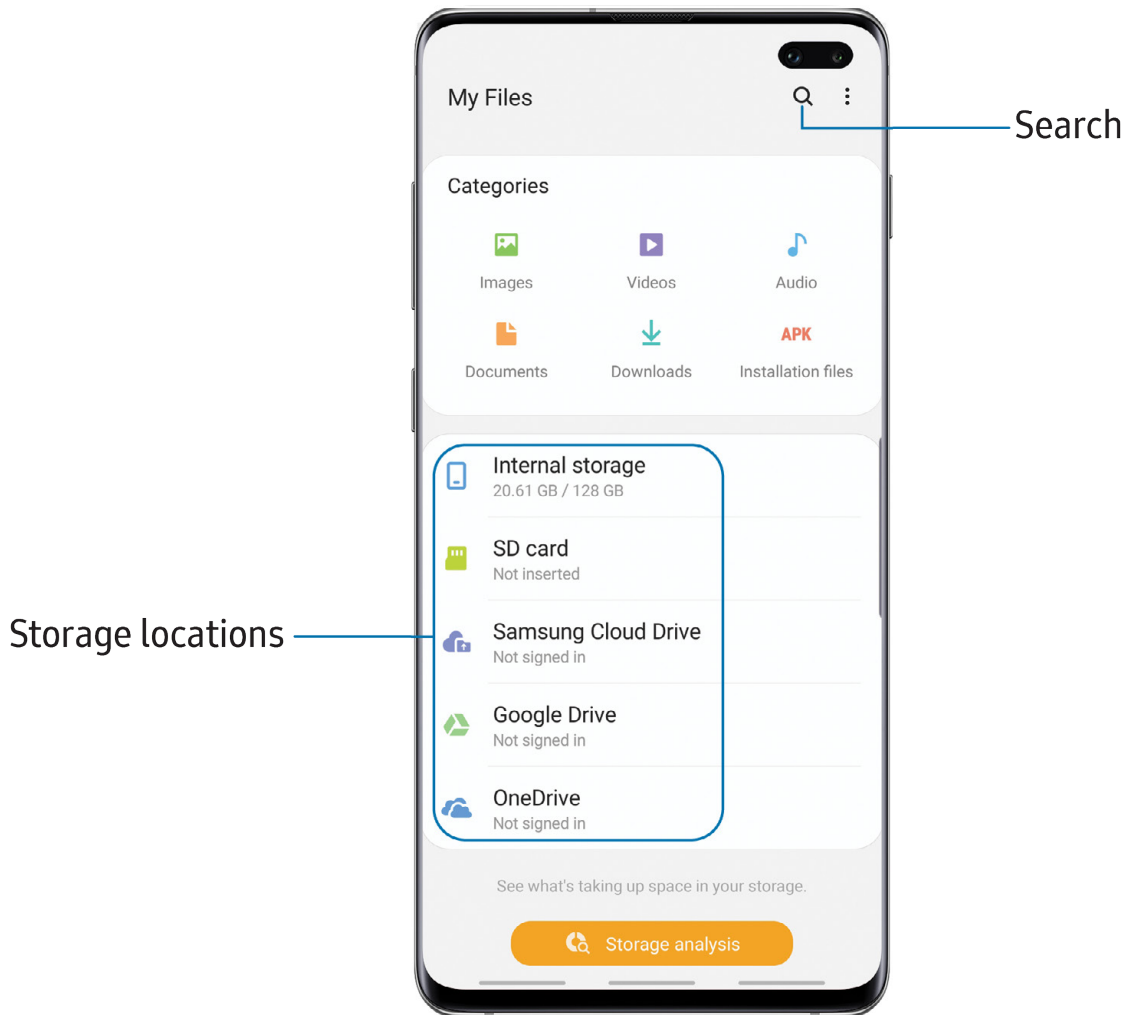 My Files
Search
Categories
Images Videos Audio
APK
Documents Downloads Installation files
Internal storage
20.61 GB / 128 GB
SD card
Not inserted
Storage locations
Samsung Cloud Drive
Not signed in
Google Drive
Not signed in
OneDrive
Not signed in
See what's taking up space in your storage.
Storage analysis